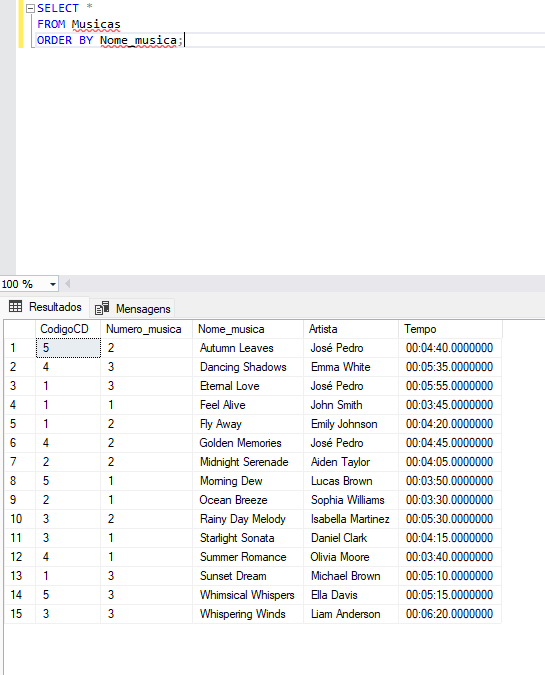 SELECT *
FROM Musicas
ORDER BY Nome_musica;
100 %
Resultados Mensagens
CodigoCD Numero_musica Nome_musica Artista Tempo
1 5 2 Autumn Leaves José Pedro 00:04:40.0000000
2 4 3 Dancing Shadows Emma White 00:05:35.0000000
3 1 3 Eternal Love José Pedro 00:05:55.0000000
4 1 1 Feel Alive John Smith 00:03:45.0000000
5 1 2 Fly Away Emily Johnson 00:04:20.0000000
6 4 2 Golden Memories José Pedro 00:04:45.0000000
7 2 2 Midnight Serenade Aiden Taylor 00:04:05.0000000
8 5 1 Morning Dew Lucas Brown 00:03:50.0000000
9 2 1 Ocean Breeze Sophia Williams 00:03:30.0000000
10 3 2 Rainy Day Melody Isabella Martinez 00:05:30.0000000
11 3 1 Starlight Sonata Daniel Clark 00:04:15.0000000
12 4 1 Summer Romance Olivia Moore 00:03:40.0000000
13 1 3 Sunset Dream Michael Brown 00:05:10.0000000
14 5 3 Whimsical Whispers Ella Davis 00:05:15.0000000
15 3 3 Whispering Winds Liam Anderson 00:06:20.0000000